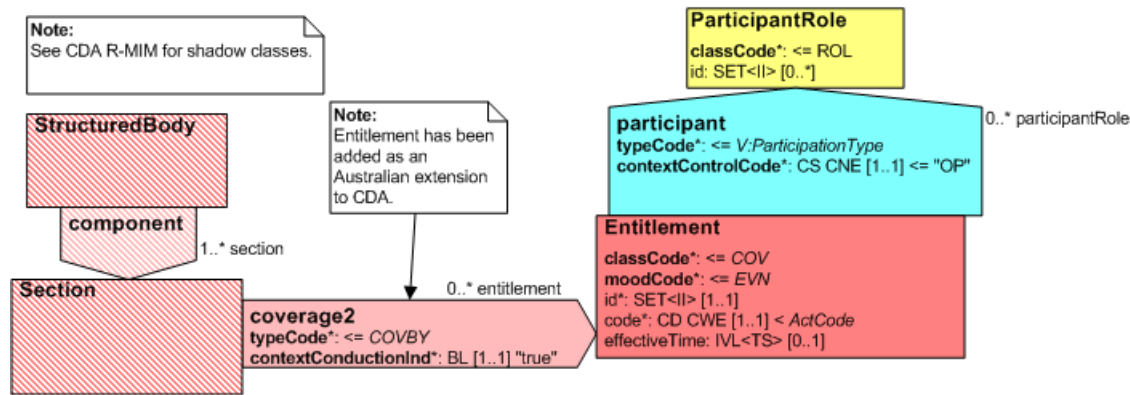 Note:
See CDA R-MIM for shadow classes.
ParticipantRole
classCode*: <= ROL
id: SET<II> [0..*]
StructuredBody
component
1..* section
Note:
Entitlement has been
added as an
Australian extension
to CDA.
participant
typeCode*: <= V:ParticipationType
contextControlCode*: CS CNE [1..1] <= "OP"
0..* participantRole
Section
coverage2
typeCode*: <= COVBY
contextConductionInd*: BL [1..1] "true"
0..* entitlement
Entitlement
classCode*: <= COV
moodCode*: <= EVN
id*: SET<II> [1..1]
code*: CD CWE [1..1] < ActCode
effectiveTime: IVL<TS> [0..1]